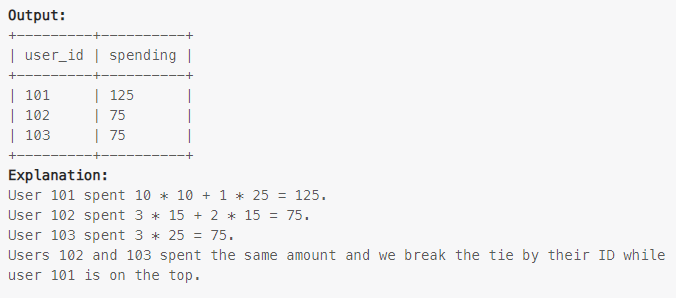 Output:
+---------+----------+
| user_id | spending |
+---------+----------+
| 101     | 125      |
| 102     | 75       |
| 103     | 75       |
+---------+----------+
Explanation:
User 101 spent 10 * 10 + 1 * 25 = 125.
User 102 spent 3 * 15 + 2 * 15 = 75.
User 103 spent 3 * 25 = 75.
Users 102 and 103 spent the same amount and we break the tie by their ID while
user 101 is on the top.